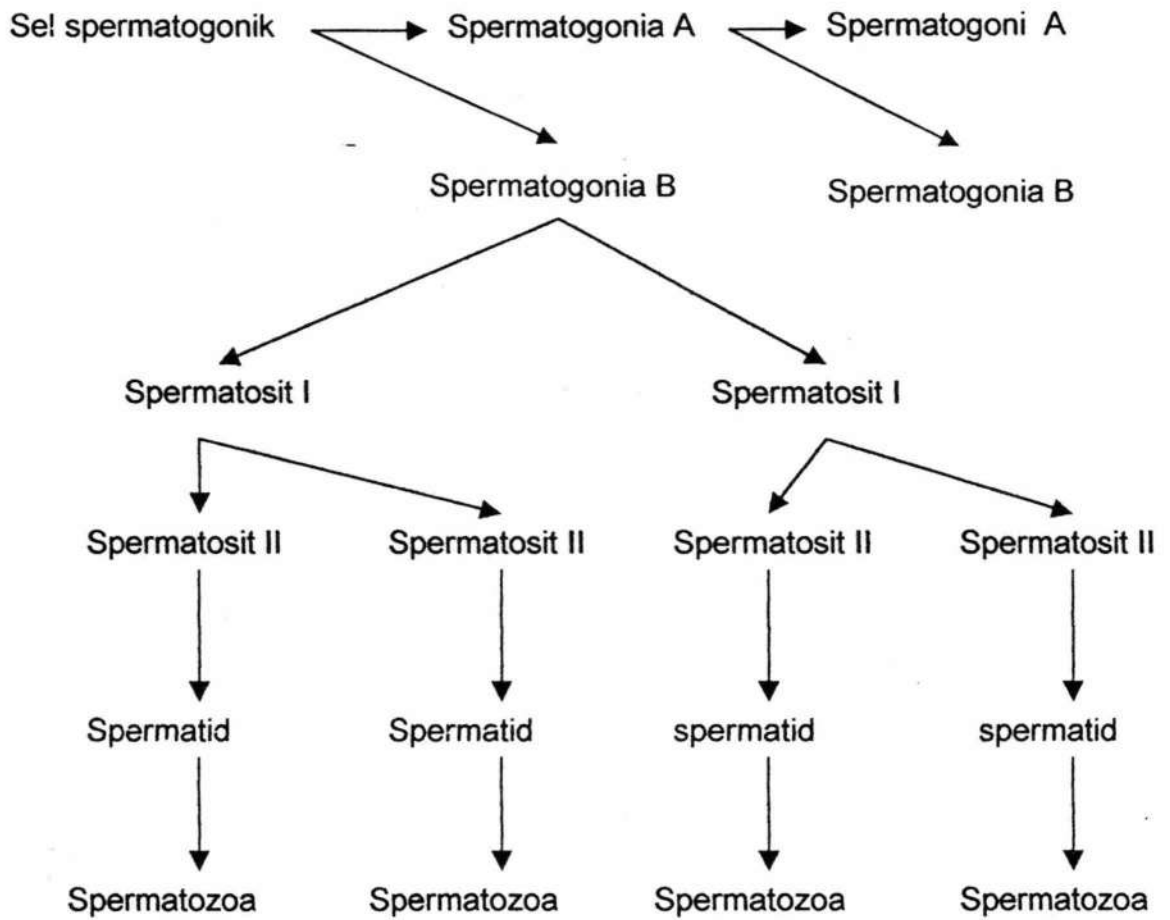 Sel spermatogonik Spermatogonia A Spermatogoni A
Spermatogonia B Spermatogonia B
Spermatosit I Spermatosit I
Spermatosit II Spermatosit II Spermatosit II Spermatosit II
Spermatid Spermatid spermatid spermatid
Spermatozoa Spermatozoa Spermatozoa Spermatozoa